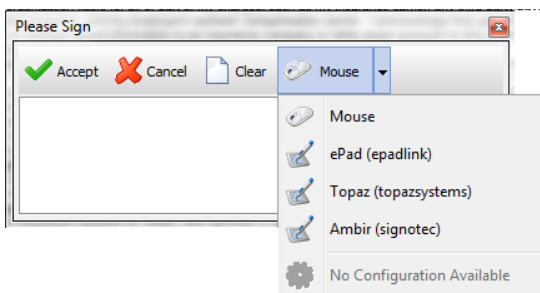 Please Sign
Accept Cancel Clear Mouse
Mouse
ePad (epadlink)
Topaz (topazsystems)
Ambir (signotec)
No Configuration Available